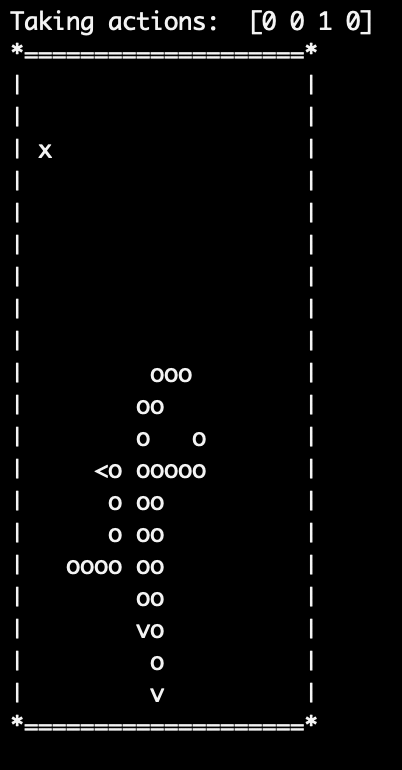 Taking actions:  [0 0 1 0]
*====================*
|                    |
|                    |
| x                  |
|                    |
|                    |
|                    |
|                    |
|                    |
|                    |
|         ooo        |
|        oo          |
|        o   o       |
|     <o ooooo       |
|      o oo          |
|      o oo          |
|   oooo oo          |
|        oo          |
|        vo          |
|         o          |
|         v          |
*====================*